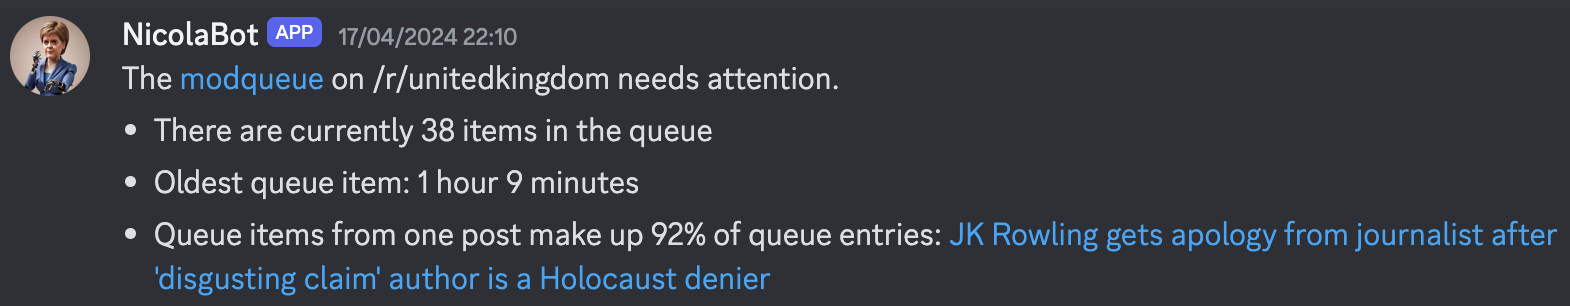 NicolaBot APP 17/04/2024 22:10
The modqueue on /r/unitedkingdom needs attention.
• There are currently 38 items in the queue
• Oldest queue item: 1 hour 9 minutes
• Queue items from one post make up 92% of queue entries: JK Rowling gets apology from journalist after
'disgusting claim' author is a Holocaust denier